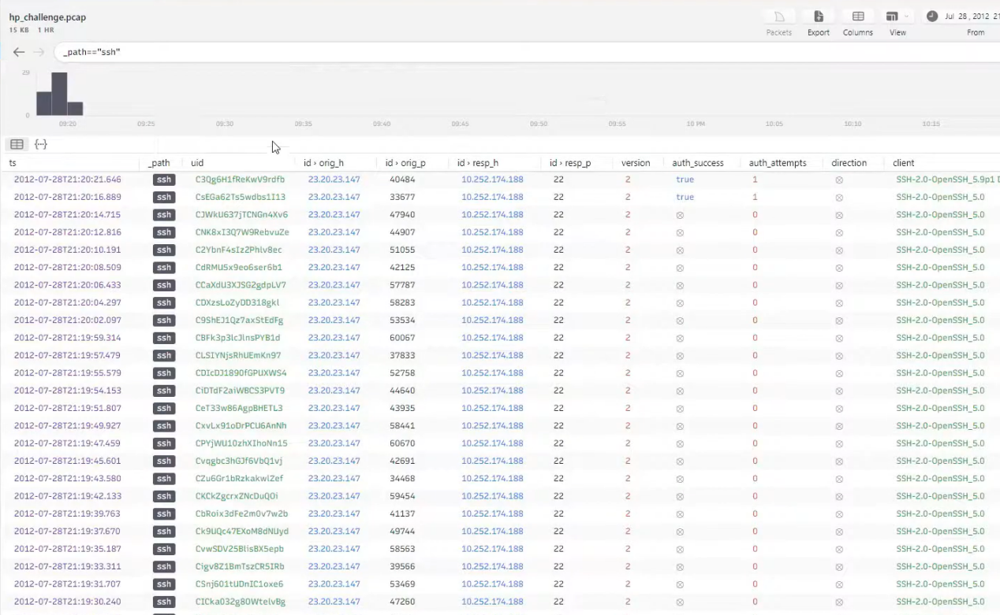 hp_challenge.pcap
15 KB 1 HR
Packets Export Columns View Jul 28, 2012 From
_path=="ssh"
29
0
09:20 09:25 09:30 09:35 09:40 09:45 09:50 09:55 10 PM 10:05 10:10 10:15
{...}
ts _path uid id › orig_h id › orig_p id › resp_h id › resp_p version auth_success auth_attempts direction client
2012-07-28T21:20:21.646 ssh C3Qg6H1fReKwV9rdfb 23.20.23.147 40484 10.252.174.188 22 2 true 1 SSH-2.0-OpenSSH_5.9p1
2012-07-28T21:20:16.889 ssh CsEGa62Ts5wdbs1I13 23.20.23.147 33677 10.252.174.188 22 2 true 1 SSH-2.0-OpenSSH_5.0
2012-07-28T21:20:14.715 ssh CJWkU637jTCNGn4Xv6 23.20.23.147 47940 10.252.174.188 22 2 0 SSH-2.0-OpenSSH_5.0
2012-07-28T21:20:12.816 ssh CNK8xI3Q7W9RebvuZe 23.20.23.147 44907 10.252.174.188 22 2 0 SSH-2.0-OpenSSH_5.0
2012-07-28T21:20:10.191 ssh C2YbnF4sIz2Phlv8ec 23.20.23.147 51055 10.252.174.188 22 2 0 SSH-2.0-OpenSSH_5.0
2012-07-28T21:20:08.509 ssh CdRMU5x9eo6ser6b1 23.20.23.147 42125 10.252.174.188 22 2 0 SSH-2.0-OpenSSH_5.0
2012-07-28T21:20:06.433 ssh CCaXdU3XJSG2gdpLV7 23.20.23.147 57787 10.252.174.188 22 2 0 SSH-2.0-OpenSSH_5.0
2012-07-28T21:20:04.297 ssh CDXzsLoZyDD318gkl 23.20.23.147 58283 10.252.174.188 22 2 0 SSH-2.0-OpenSSH_5.0
2012-07-28T21:20:02.097 ssh C9ShEJ1Qz7axStEdFg 23.20.23.147 53534 10.252.174.188 22 2 0 SSH-2.0-OpenSSH_5.0
2012-07-28T21:19:59.314 ssh CBFk3p3lcJlnsPYB1d 23.20.23.147 60067 10.252.174.188 22 2 0 SSH-2.0-OpenSSH_5.0
2012-07-28T21:19:57.479 ssh CLSIYNjsRhUEmKn97 23.20.23.147 37833 10.252.174.188 22 2 0 SSH-2.0-OpenSSH_5.0
2012-07-28T21:19:55.579 ssh CDIcDJ1890fGPUXWS4 23.20.23.147 52758 10.252.174.188 22 2 0 SSH-2.0-OpenSSH_5.0
2012-07-28T21:19:54.153 ssh CiDTdF2aiWBCS3PVT9 23.20.23.147 44640 10.252.174.188 22 2 0 SSH-2.0-OpenSSH_5.0
2012-07-28T21:19:51.807 ssh CeT33w86AgpBHETL3 23.20.23.147 43935 10.252.174.188 22 2 0 SSH-2.0-OpenSSH_5.0
2012-07-28T21:19:49.927 ssh CxvLx91oDrPCU6AnNh 23.20.23.147 58441 10.252.174.188 22 2 0 SSH-2.0-OpenSSH_5.0
2012-07-28T21:19:47.459 ssh CPYjWU10zhXIhoNn15 23.20.23.147 60670 10.252.174.188 22 2 0 SSH-2.0-OpenSSH_5.0
2012-07-28T21:19:45.601 ssh Cvqgbc3hGJf6VbQ1vj 23.20.23.147 42691 10.252.174.188 22 2 0 SSH-2.0-OpenSSH_5.0
2012-07-28T21:19:43.580 ssh CZu6Gr1bRzkakwlZef 23.20.23.147 34468 10.252.174.188 22 2 0 SSH-2.0-OpenSSH_5.0
2012-07-28T21:19:42.133 ssh CKCk2gcrxZNcDuQ0i 23.20.23.147 59454 10.252.174.188 22 2 0 SSH-2.0-OpenSSH_5.0
2012-07-28T21:19:39.763 ssh CbRoix3dFe2m0v7w2b 23.20.23.147 41137 10.252.174.188 22 2 0 SSH-2.0-OpenSSH_5.0
2012-07-28T21:19:37.670 ssh Ck9UQc47EXoM8dNUyd 23.20.23.147 49744 10.252.174.188 22 2 0 SSH-2.0-OpenSSH_5.0
2012-07-28T21:19:35.187 ssh CvwSDV25BlisBX5epb 23.20.23.147 58563 10.252.174.188 22 2 0 SSH-2.0-OpenSSH_5.0
2012-07-28T21:19:33.311 ssh Cigv8Z1BmTszCR5IRb 23.20.23.147 39566 10.252.174.188 22 2 0 SSH-2.0-OpenSSH_5.0
2012-07-28T21:19:31.707 ssh CSnj601tUDnIC1oxe6 23.20.23.147 53469 10.252.174.188 22 2 0 SSH-2.0-OpenSSH_5.0
2012-07-28T21:19:30.240 ssh CICka032g8OWtelvBg 23.20.23.147 47260 10.252.174.188 22 2 0 SSH-2.0-OpenSSH_5.0